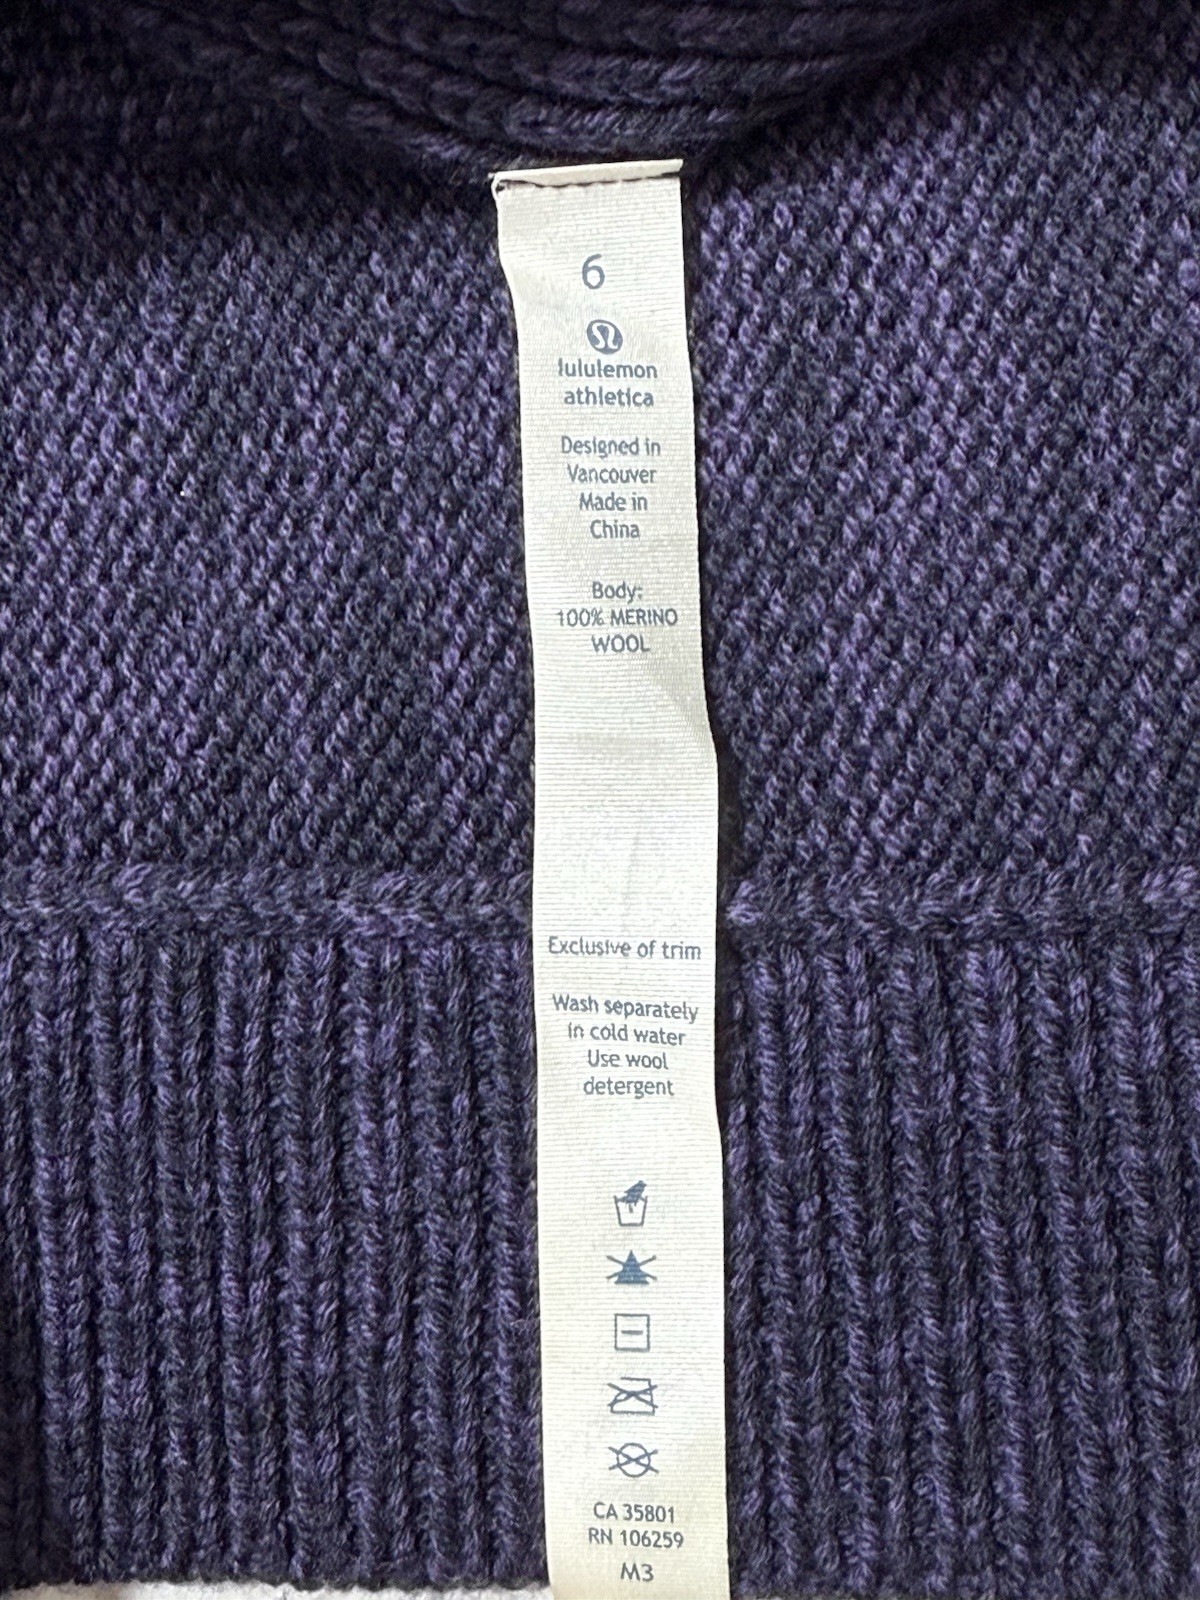 6
lululemon
athletica
Designed in
Vancouver
Made in
China
Body:
100% MERINO
WOOL
Exclusive of trim
Wash separately
in cold water
Use wool
detergent
CA 35801
RN 106259
M3